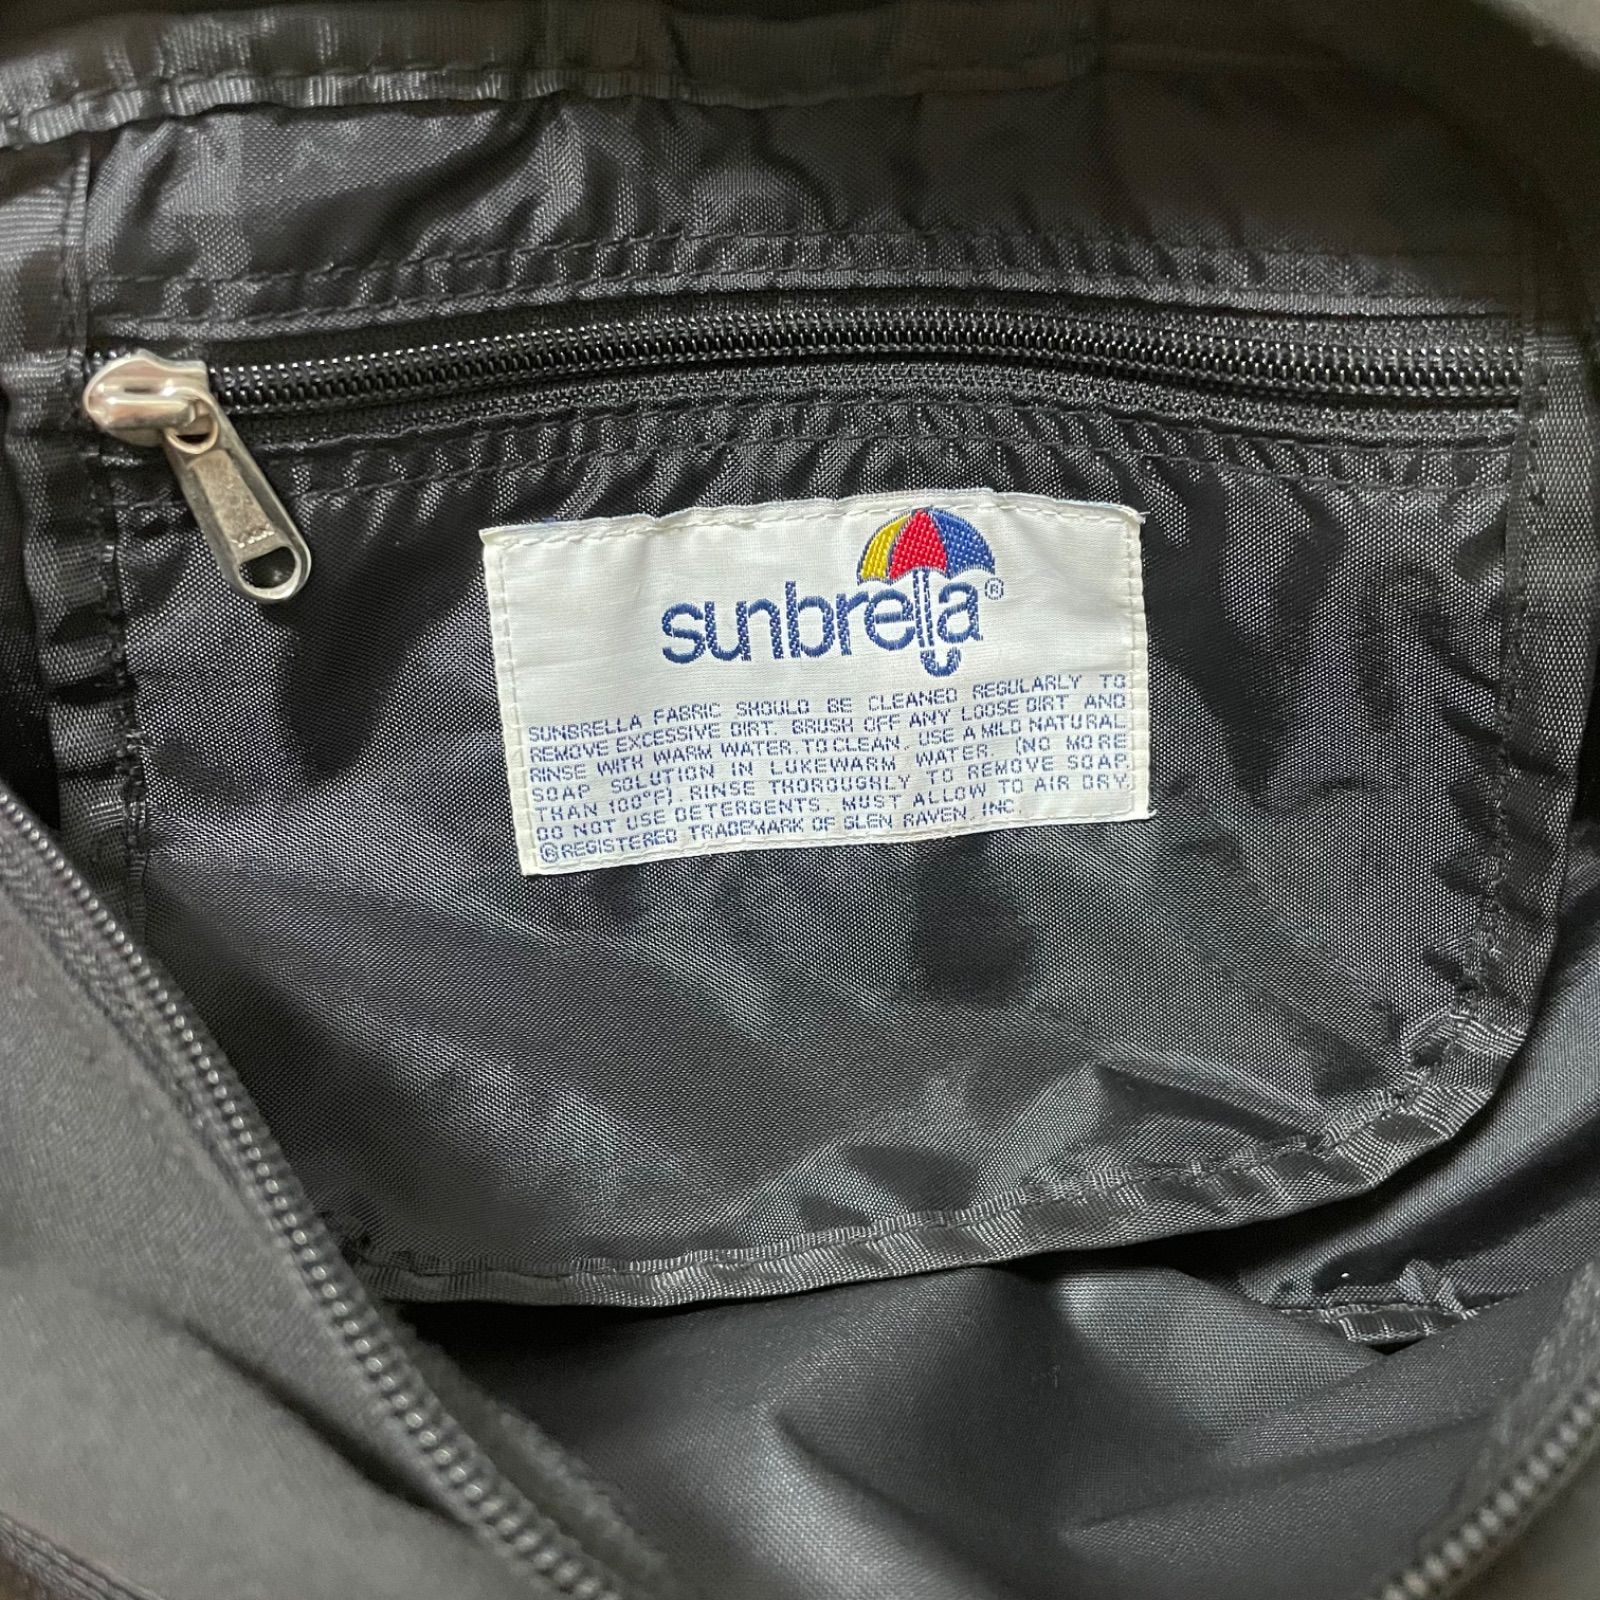 sunbrella®
SUNBRELLA FABRIC SHOULD BE CLEANED REGULARLY TO
REMOVE EXCESSIVE DIRT. BRUSH OFF ANY LOOSE DIRT AND
RINSE WITH WARM WATER. TO CLEAN, USE A MILD NATURAL
SOAP SOLUTION IN LUKEWARM WATER. (NO MORE
THAN 100°F). RINSE THOROUGHLY TO REMOVE SOAP.
DO NOT USE DETERGENTS. MUST ALLOW TO AIR DRY.
®REGISTERED TRADEMARK OF GLEN RAVEN, INC.